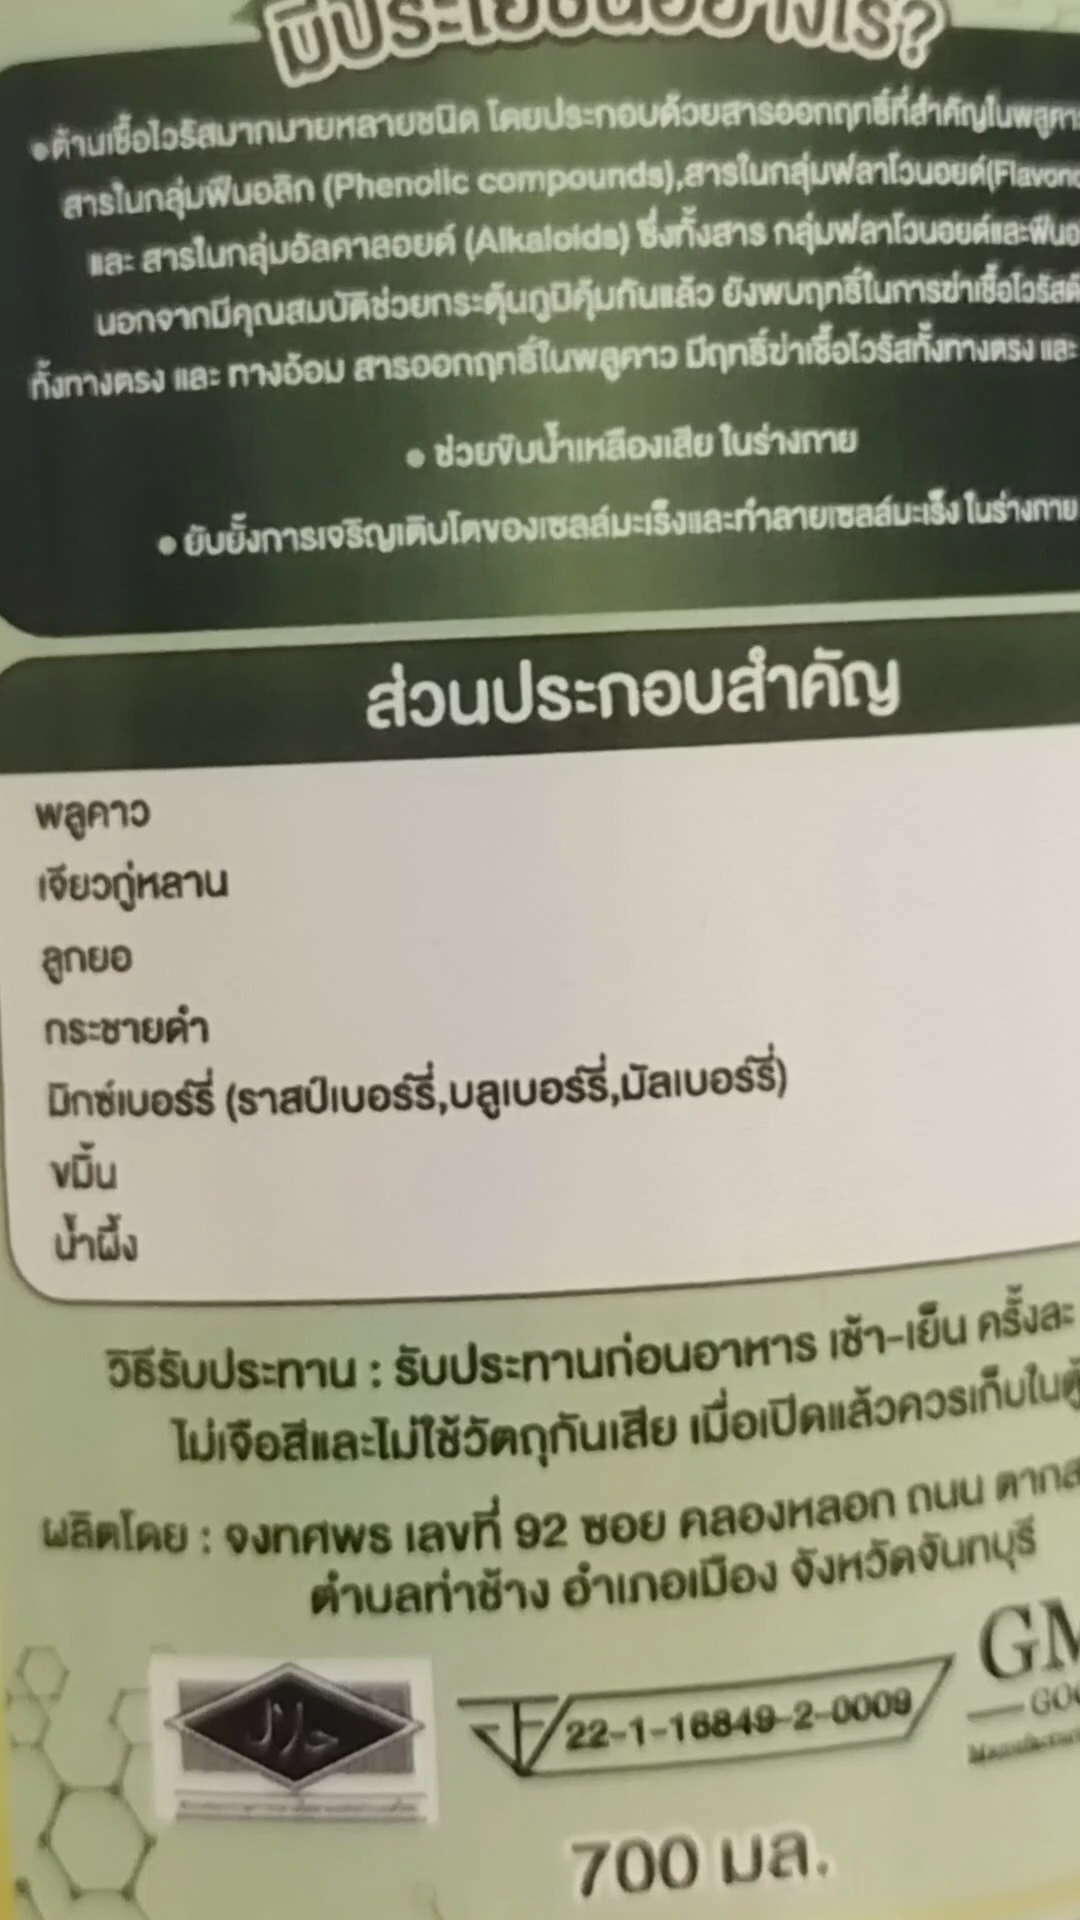 มีประโยชน์อย่างไร?
•ต้านเชื้อไวรัสมากมายหลายชนิด โดยประกอบด้วยสารออกฤทธิ์ที่สำคัญในพลูคา
สารในกลุ่มฟีนอลิก (Phenolic compounds),สารในกลุ่มฟลาโวนอยด์(Flavono
และ สารในกลุ่มอัลคาลอยด์ (Alkaloids) ซึ่งทั้งสาร กลุ่มฟลาโวนอยด์และฟีนอ
นอกจากมีคุณสมบัติช่วยกระตุ้นภูมิคุ้มกันแล้ว ยังพบฤทธิ์ในการฆ่าเชื้อไวรัส
ทั้งทางตรง และ ทางอ้อม สารออกฤทธิ์ในพลูคาว มีฤทธิ์ฆ่าเชื้อไวรัสทั้งทางตรง และ
• ช่วยขับน้ำเหลืองเสีย ในร่างกาย
• ยับยั้งการเจริญเติบโตของเซลล์มะเร็งและทำลายเซลล์มะเร็ง ในร่างกาย
ส่วนประกอบสำคัญ
พลูคาว
เจียวกู่หลาน
ลูกยอ
กระชายดำ
มิกซ์เบอร์รี่ (ราสป์เบอร์รี่,บลูเบอร์รี่,มัลเบอร์รี่)
ขมิ้น
น้ำผึ้ง
วิธีรับประทาน : รับประทานก่อนอาหาร เช้า-เย็น ครั้งละ
ไม่เจือสีและไม่ใช้วัตถุกันเสีย เมื่อเปิดแล้วควรเก็บในตู้
ผลิตโดย : จงทศพร เลขที่ 92 ซอย คลองหลอก ถนน ตากส
ตำบลท่าช้าง อำเภอเมือง จังหวัดจันทบุรี
حلال
22-1-16849-2-0009
GM
GOO
Manufacturi
700 มล.